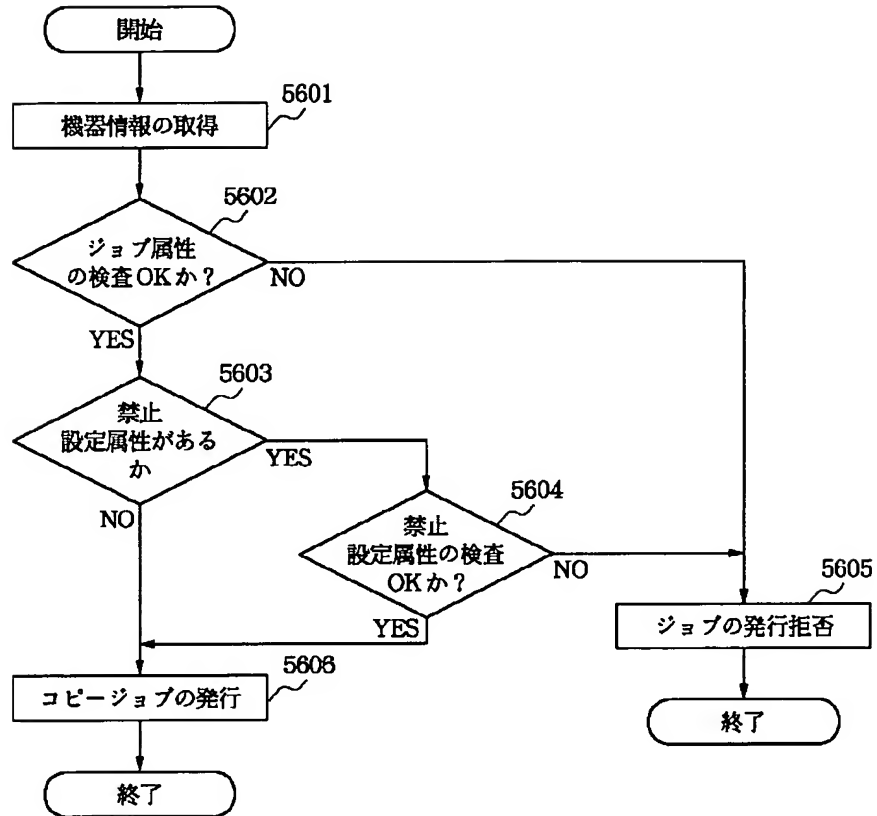 開始
機器情報の取得
5601
ジョブ属性
の検査OKか？
5602
NO
YES
禁止
設定属性がある
か
5603
YES
NO
禁止
設定属性の検査
OKか？
5604
NO
YES
ジョブの発行拒否
5605
コピージョブの発行
5606
終了
終了